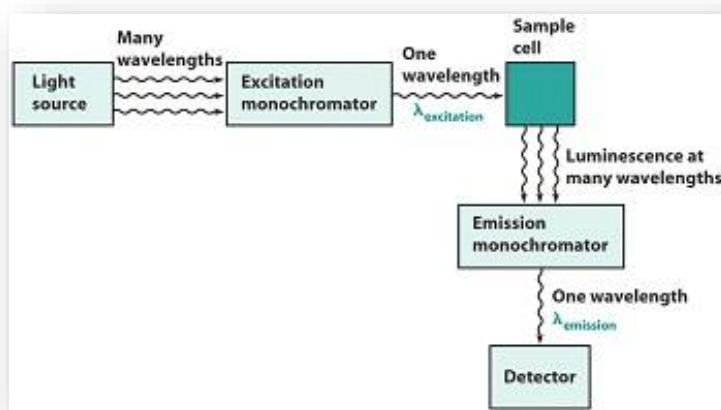 Light
source
Many
wavelengths
Excitation
monochromator
One
wavelength
λexcitation
Sample
cell
Luminescence at
many wavelengths
Emission
monochromator
One wavelength
λemission
Detector